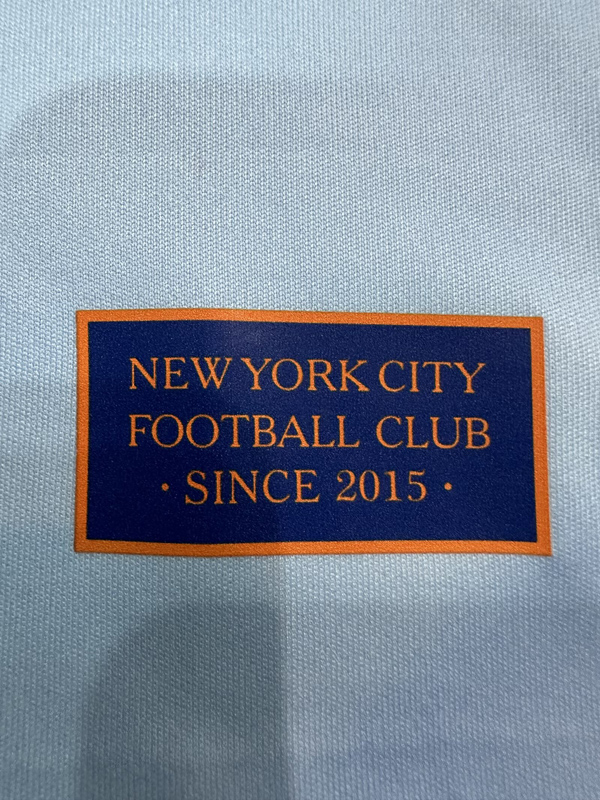 NEW YORK CITY
FOOTBALL CLUB
· SINCE 2015 ·